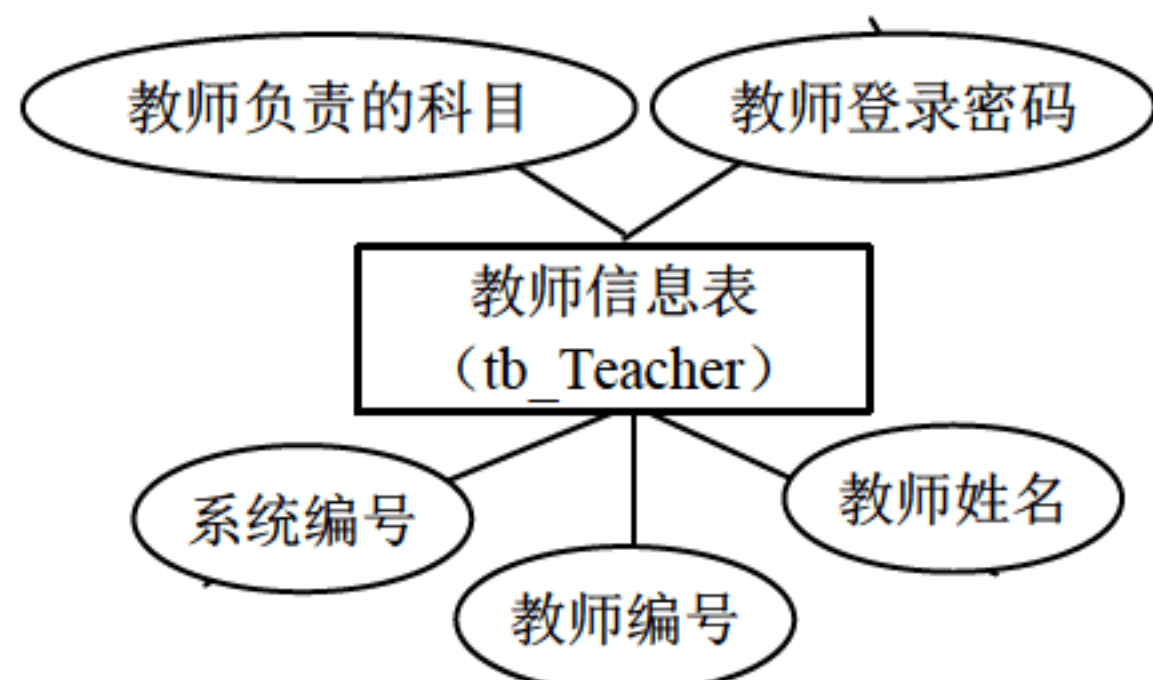 教师负责的科目
教师登录密码
教师信息表
（tb_Teacher）
系统编号
教师姓名
教师编号